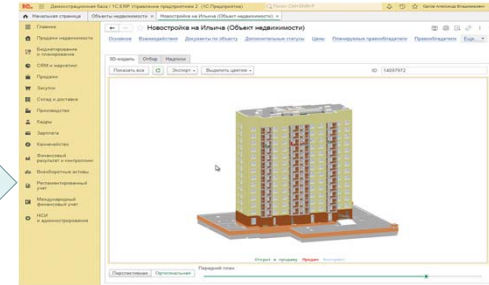 Демонстрационная база / 1С:ERP Управление предприятием 2 (1С:Предприятие)
Начальная страница Объекты недвижимости × Новостройка на Ильича (Объект недвижимости) ×
Главное
Продажи недвижимости
Бюджетирование
и планирование
CRM и маркетинг
Продажи
Закупки
Склад и доставка
Производство
Кадры
Зарплата
Казначейство
Финансовый
результат и контроллинг
Внеоборотные активы
Регламентированный
учет
Международный
финансовый учет
НСИ
и администрирование
Новостройка на Ильича (Объект недвижимости)
Основное Взаимодействия Документы по объекту Дополнительные статусы Цены Планируемые правообладатели Правообладатели Еще...
3D-модель Отбор Надписи
Показать все Экспорт Выделить цветом ID: 14697972
Открыт к продаже Продан
Перспективная Ортогональная Передний план: